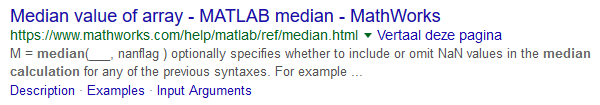 Median value of array - MATLAB median - MathWorks
https://www.mathworks.com/help/matlab/ref/median.html ▼ Vertaal deze pagina
M = median(___, nanflag ) optionally specifies whether to include or omit NaN values in the median
calculation for any of the previous syntaxes. For example ...
Description · Examples · Input Arguments